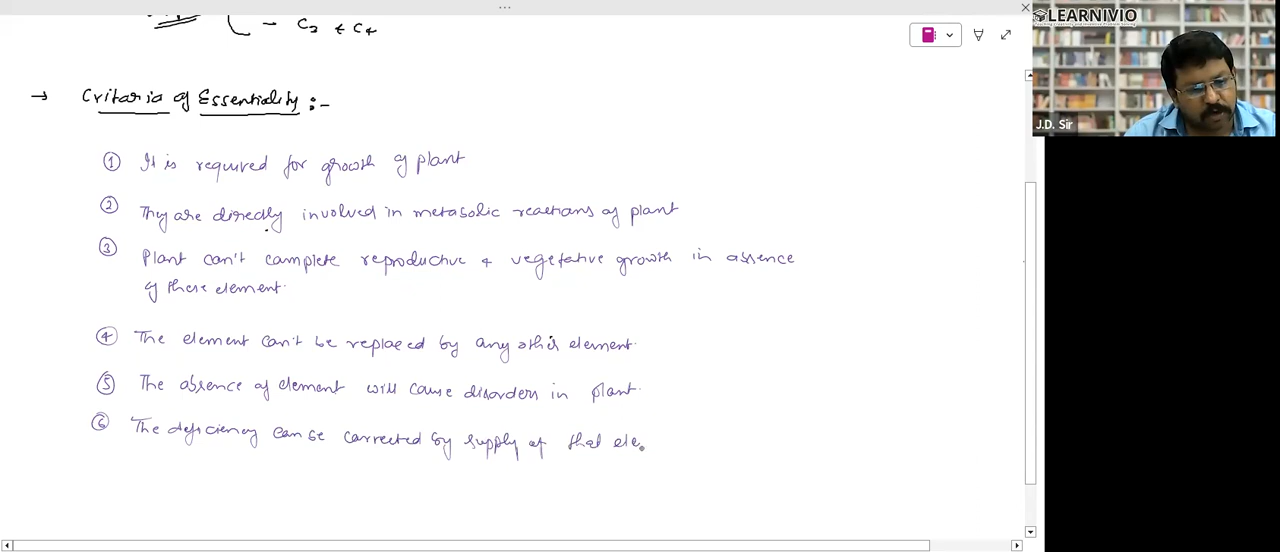 - C3 & C4
LEARNIVIO
→ Critaria of Essentiality :-
J.D. Sir
① It is required for growth of plant
② They are directly involved in metabolic reactions of plant
③ Plant can't complete reproductive & vegetative growth in absence
of these element.
④ The element can't be replaced by any other element.
⑤ The absence of element will cause disorders in plant.
⑥ The deficiency can be corrected by supply of that ele